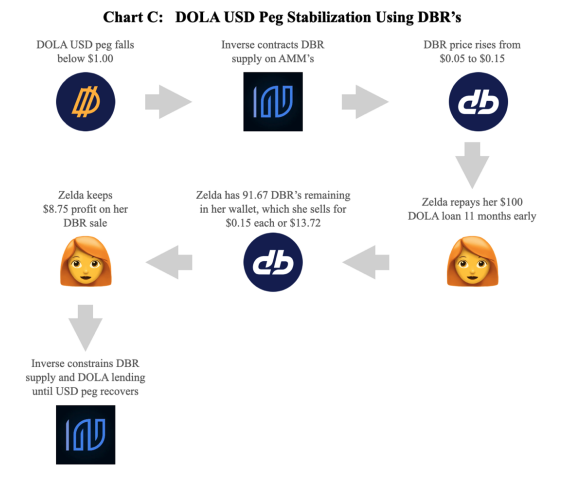 Chart C:   DOLA USD Peg Stabilization Using DBR's
DOLA USD peg falls
below $1.00
Inverse contracts DBR
supply on AMM's
DBR price rises from
$0.05 to $0.15
Zelda repays her $100
DOLA loan 11 months early
Zelda has 91.67 DBR's remaining
in her wallet, which she sells for
$0.15 each or $13.72
Zelda keeps
$8.75 profit on her
DBR sale
Inverse constrains DBR
supply and DOLA lending
until USD peg recovers